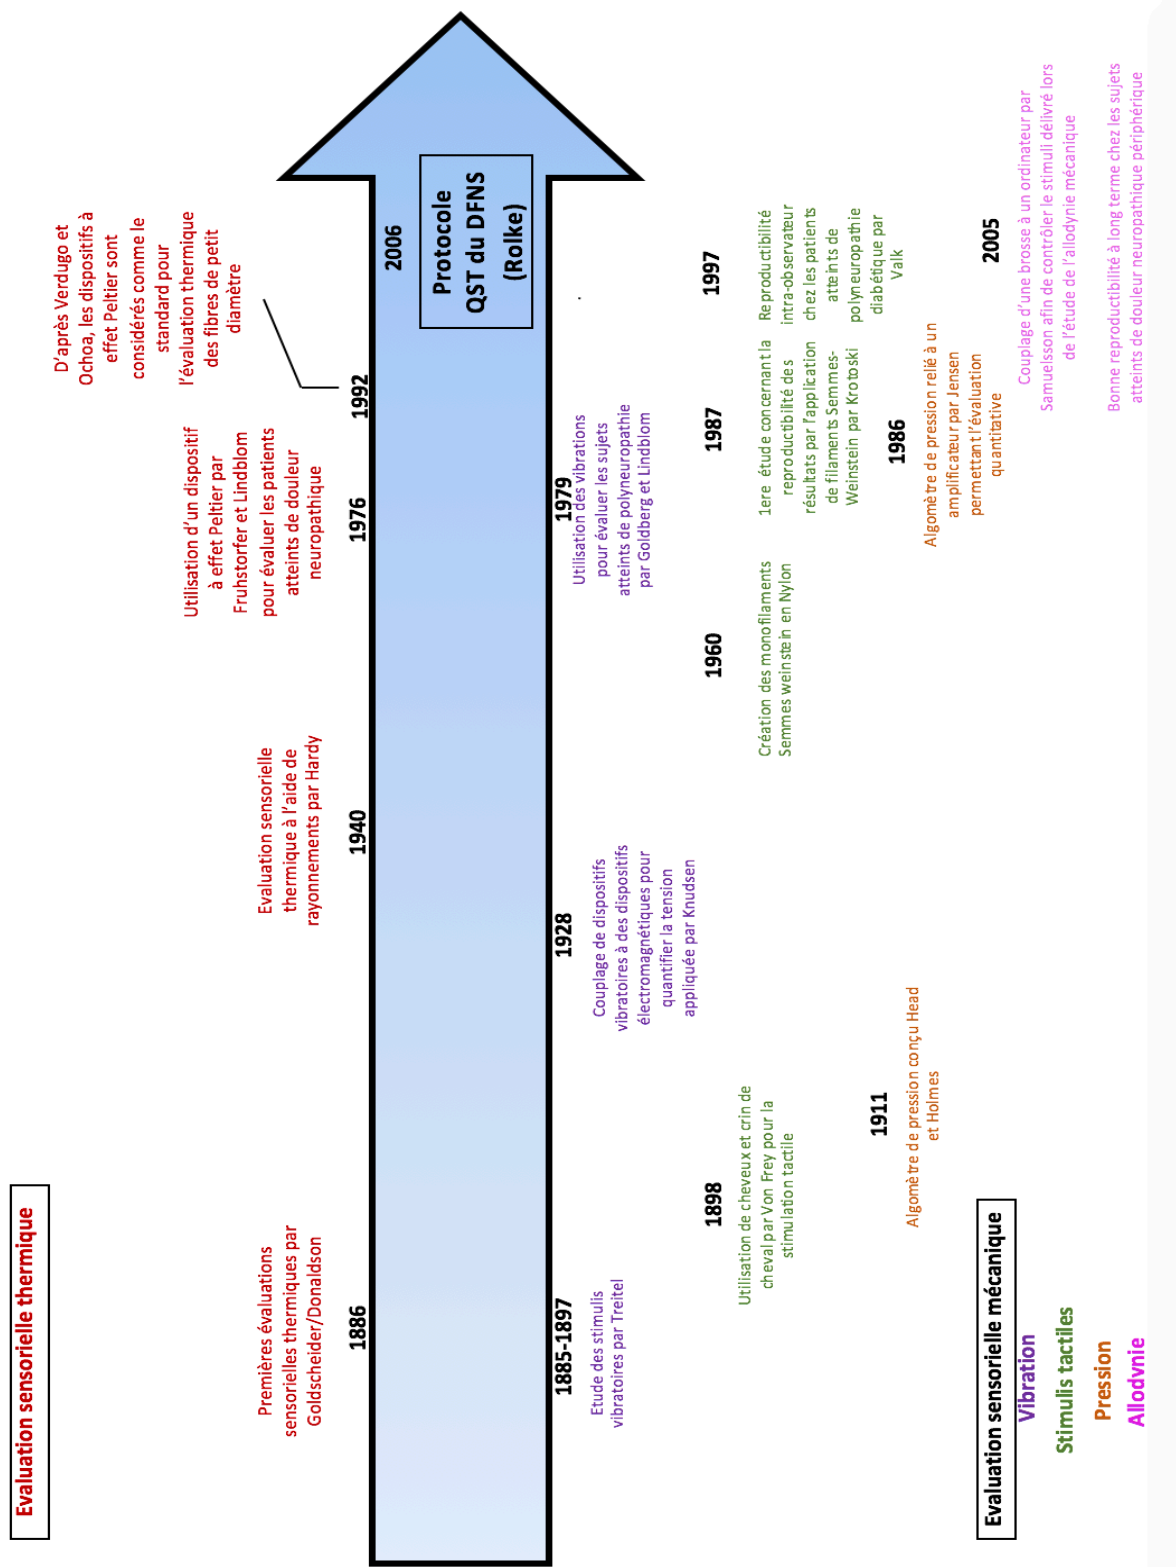 Evaluation sensorielle thermique
Premières évaluations
sensorielles thermiques par
Goldscheider/Donaldson
1886
Evaluation sensorielle
thermique à l'aide de
rayonnements par Hardy
1940
Utilisation d'un dispositif
à effet Peltier par
Fruhstorfer et Lindblom
pour évaluer les patients
atteints de douleur
neuropathique
1976
D'après Verdugo et
Ochoa, les dispositifs à
effet Peltier sont
considérés comme le
standard pour
l'évaluation thermique
des fibres de petit
diamètre
1992
2006
Protocole
QST du DFNS
(Rolke)
1885-1897
Etude des stimulis
vibratoires par Treitel
1928
Couplage de dispositifs
vibratoires à des dispositifs
électromagnétiques pour
quantifier la tension
appliquée par Knudsen
1979
Utilisation des vibrations
pour évaluer les sujets
atteints de polyneuropathie
par Goldberg et Lindblom
1898
Utilisation de cheveux et crin de
cheval par Von Frey pour la
stimulation tactile
1960
Création des monofilaments
Semmes weinstein en Nylon
1987
1ere étude concernant la
reproductibilité des
résultats par l'application
de filaments Semmes-
Weinstein par Krotoski
1997
Reproductibilité
intra-observateur
chez les patients
atteints de
polyneuropathie
diabétique par
Valk
1911
Algomètre de pression conçu Head
et Holmes
1986
Algomètre de pression relié à un
amplificateur par Jensen
permettant l'évaluation
quantitative
2005
Couplage d'une brosse à un ordinateur par
Samuelsson afin de contrôler le stimuli délivré lors
de l'étude de l'allodynie mécanique
Bonne reproductibilité à long terme chez les sujets
atteints de douleur neuropathique périphérique
Evaluation sensorielle mécanique
Vibration
Stimulis tactiles
Pression
Allodynie